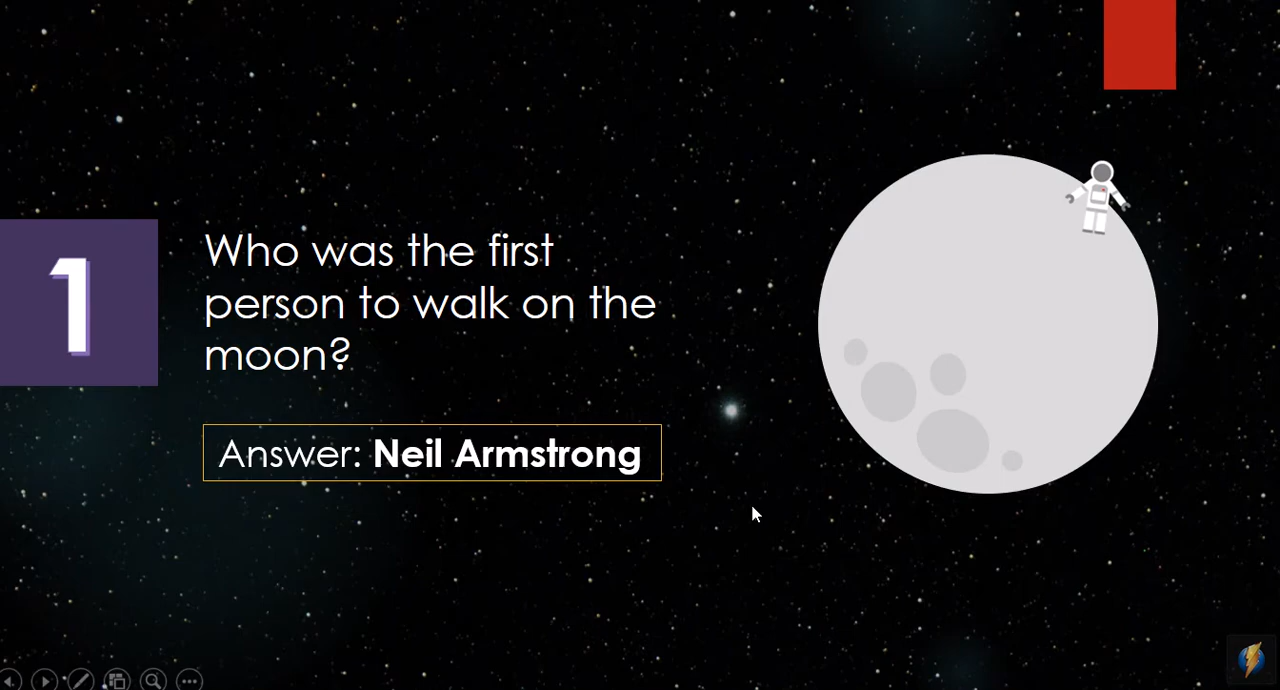 1
Who was the first
person to walk on the
moon?
Answer: Neil Armstrong